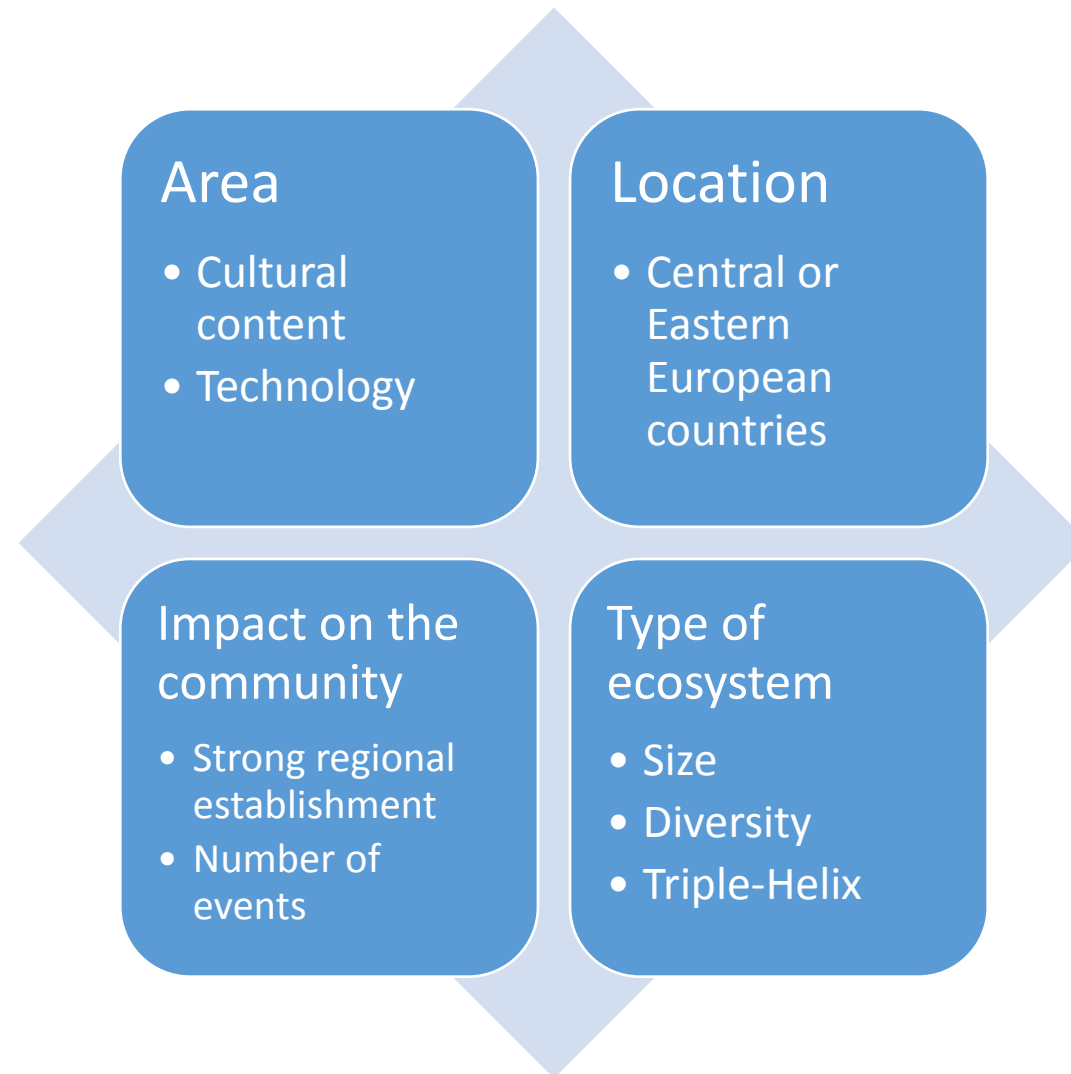 Area
• Cultural
content
• Technology
Location
• Central or
Eastern
European
countries
Impact on the
community
• Strong regional
establishment
• Number of
events
Type of
ecosystem
• Size
• Diversity
• Triple-Helix